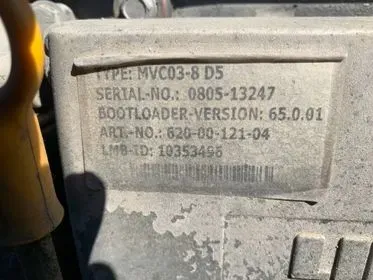 TYPE: MVC03-8 D5
SERIAL-NO.: 0805-13247
BOOTLOADER-VERSION: 65.0.01
ART.-NO.: 620-00-121-04
LMB-ID: 10353496